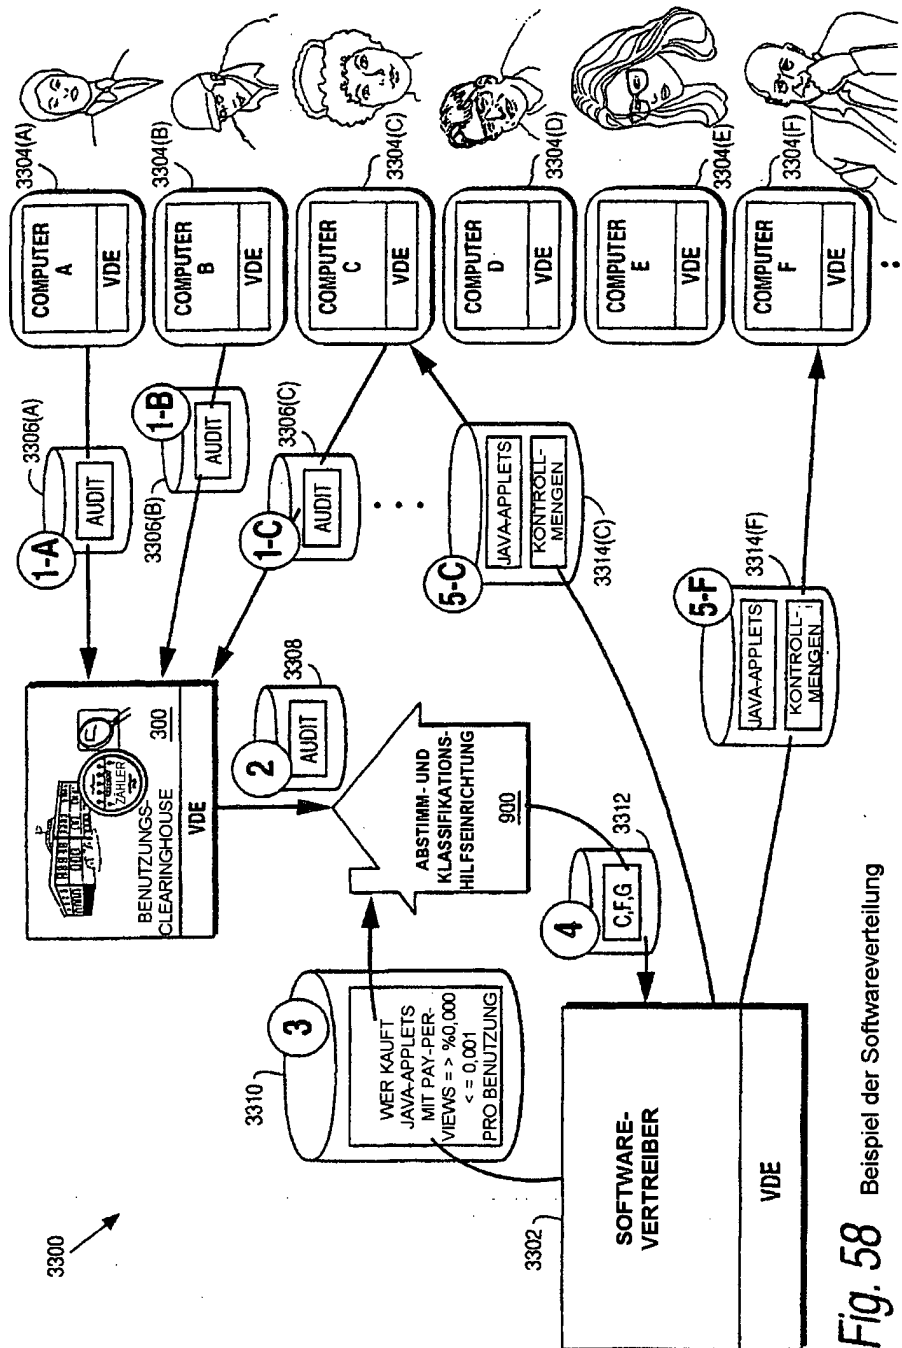 3300
3302
SOFTWARE-
VERTREIBER
VDE
3310
3
WER KAUFT
JAVA-APPLETS
MIT PAY-PER-
VIEWS = > %0,000
< = 0,001
PRO BENUTZUNG
BENUTZUNGS-
CLEARINGHOUSE
ZÄHLER
300
VDE
2
3308
AUDIT
ABSTIMM- UND
KLASSIFIKATIONS-
HILFSEINRICHTUNG
900
4
3312
C,F,G
1-A
3306(A)
AUDIT
1-B
3306(B)
AUDIT
1-C
3306(C)
AUDIT
5-C
JAVA-APPLETS
KONTROLL-
MENGEN
3314(C)
5-F
3314(F)
JAVA-APPLETS
KONTROLL-
MENGEN
3304(A)
COMPUTER
A
VDE
3304(B)
COMPUTER
B
VDE
3304(C)
COMPUTER
C
VDE
3304(D)
COMPUTER
D
VDE
3304(E)
COMPUTER
E
VDE
3304(F)
COMPUTER
F
VDE
Fig. 58 Beispiel der Softwareverteilung